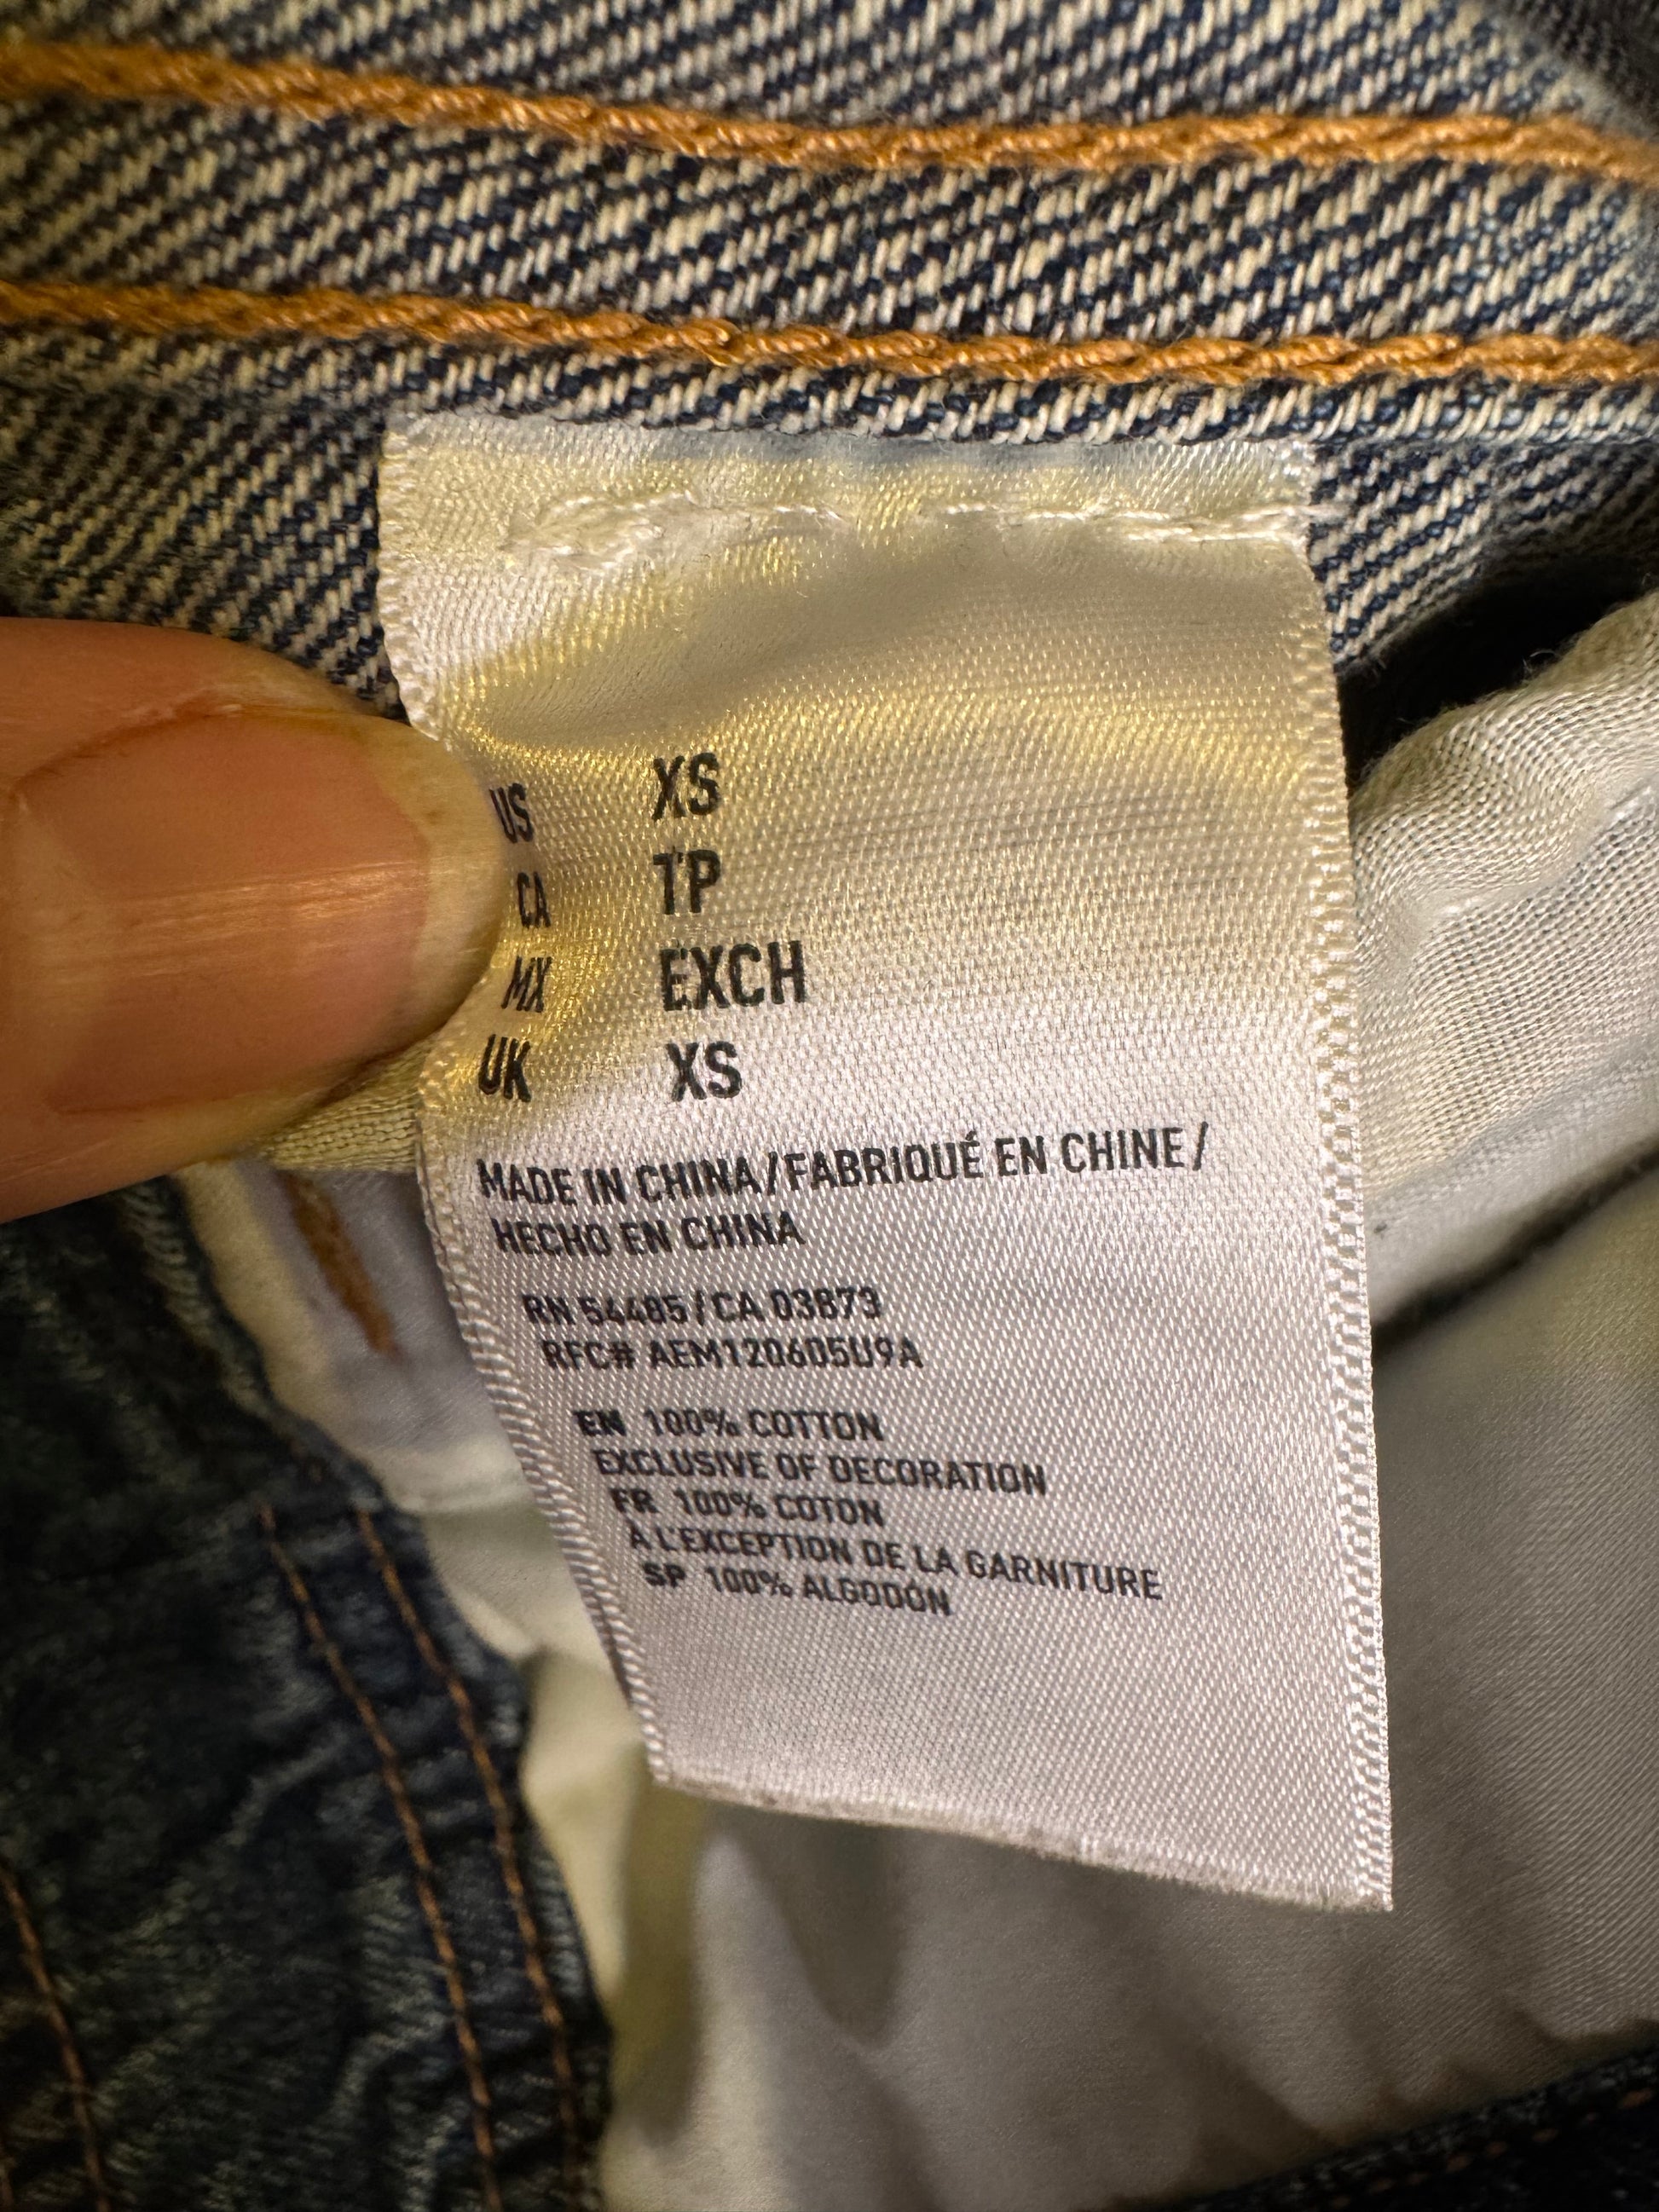 US XS
CA TP
MX EXCH
UK XS
MADE IN CHINA/FABRIQUÉ EN CHINE/
HECHO EN CHINA
RN 54485/CA 03873
RFC# AEM120605U9A
EN 100% COTTON
EXCLUSIVE OF DECORATION
FR 100% COTON
À L'EXCEPTION DE LA GARNITURE
SP 100% ALGODÓN